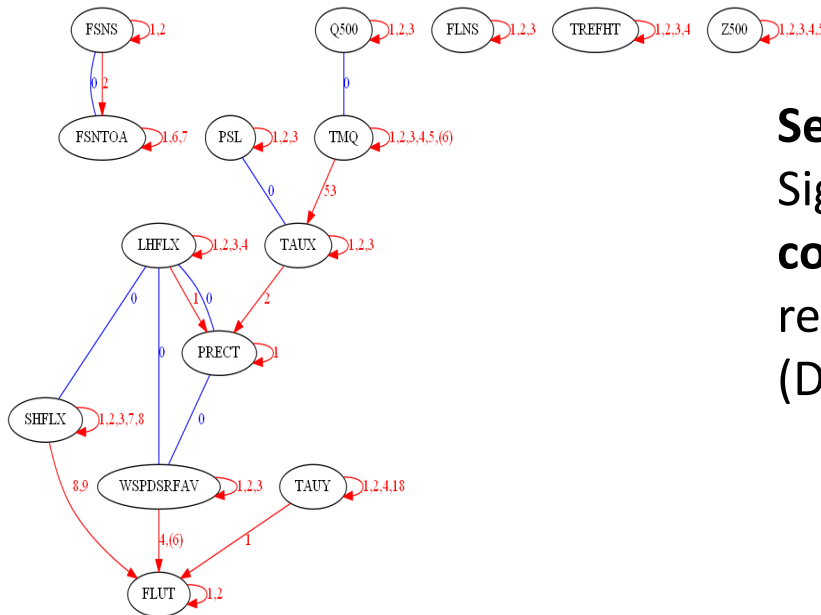 FSNS 1,2 Q500 1,2,3 FLNS 1,2,3 TREFHT 1,2,3,4 Z500 1,2,3,4,5
0 2 0
FSNTOA 1,6,7 PSL 1,2,3 TMQ 1,2,3,4,5,(6)
0 53
LHFLX 1,2,3,4 TAUX 1,2,3
0 1 0 2
0 PRECT 1
SHFLX 1,2,3,7,8 0
8,9 WSPDSRFAV 1,2,3 TAUY 1,2,4,18
4,(6) 1
FLUT 1,2
Se
Sig
co
re
(D